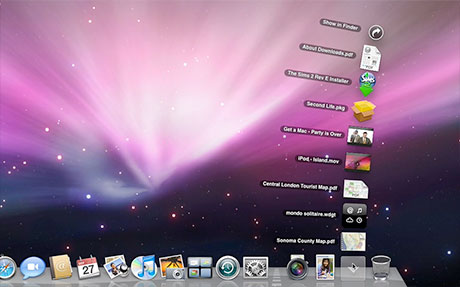 Show in Finder
About Downloads.pdf
The Sims 2 Rev E Installer
Second Life.pkg
Get a Mac - Party is Over
iPod - Island.mov
Central London Tourist Map.pdf
mondo solitaire.wdgt
Sonoma County Map.pdf
27